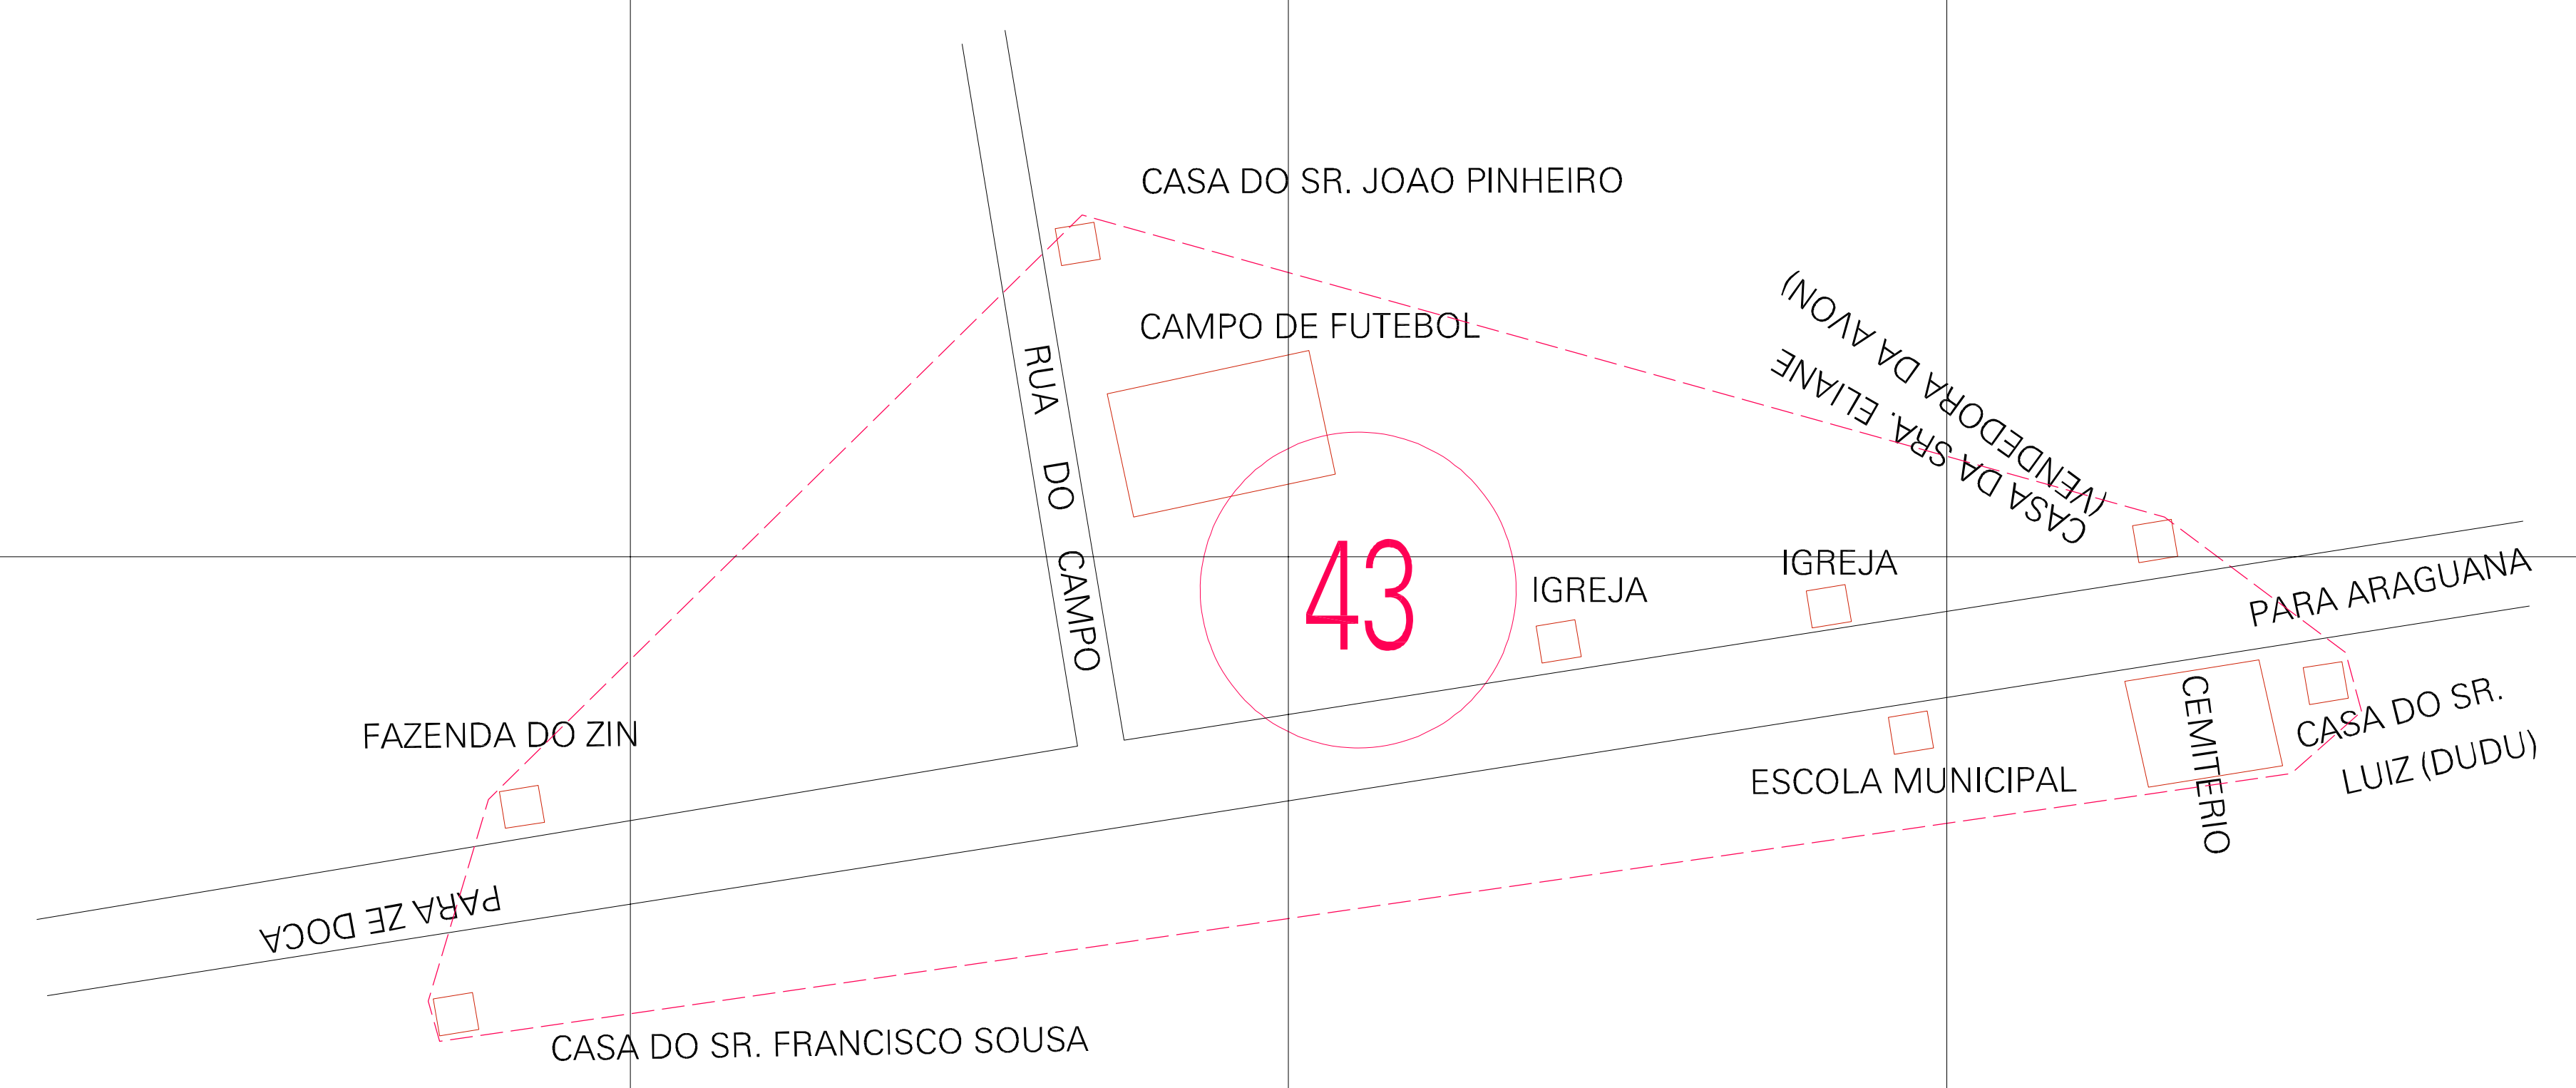 CASA DO SR. JOAO PINHEIRO
CAMPO DE FUTEBOL
(VENDEDORA DA AVON)
CASA DA SRA. ELIANE
RUA DO CAMPO
43
IGREJA
IGREJA
PARA ARAGUANA
FAZENDA DO ZIN
CEMITERIO
CASA DO SR.
LUIZ (DUDU)
ESCOLA MUNICIPAL
PARA ZE DOCA
CASA DO SR. FRANCISCO SOUSA